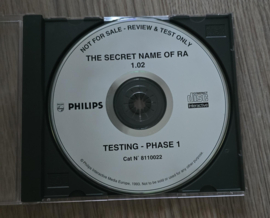 NOT FOR SALE - REVIEW & TEST ONLY
THE SECRET NAME OF RA
1.02
PHILIPS
TESTING - PHASE 1
Cat N° 8110022